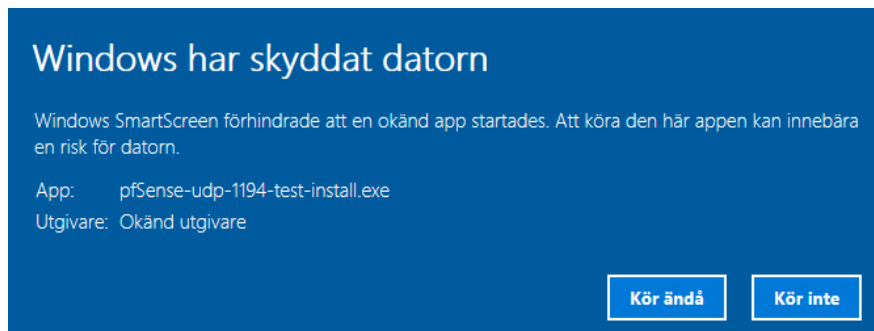 Windows har skyddat datorn
Windows SmartScreen förhindrade att en okänd app startades. Att köra den här appen kan innebära
en risk för datorn.
App: pfSense-udp-1194-test-install.exe
Utgivare: Okänd utgivare
Kör ändå Kör inte